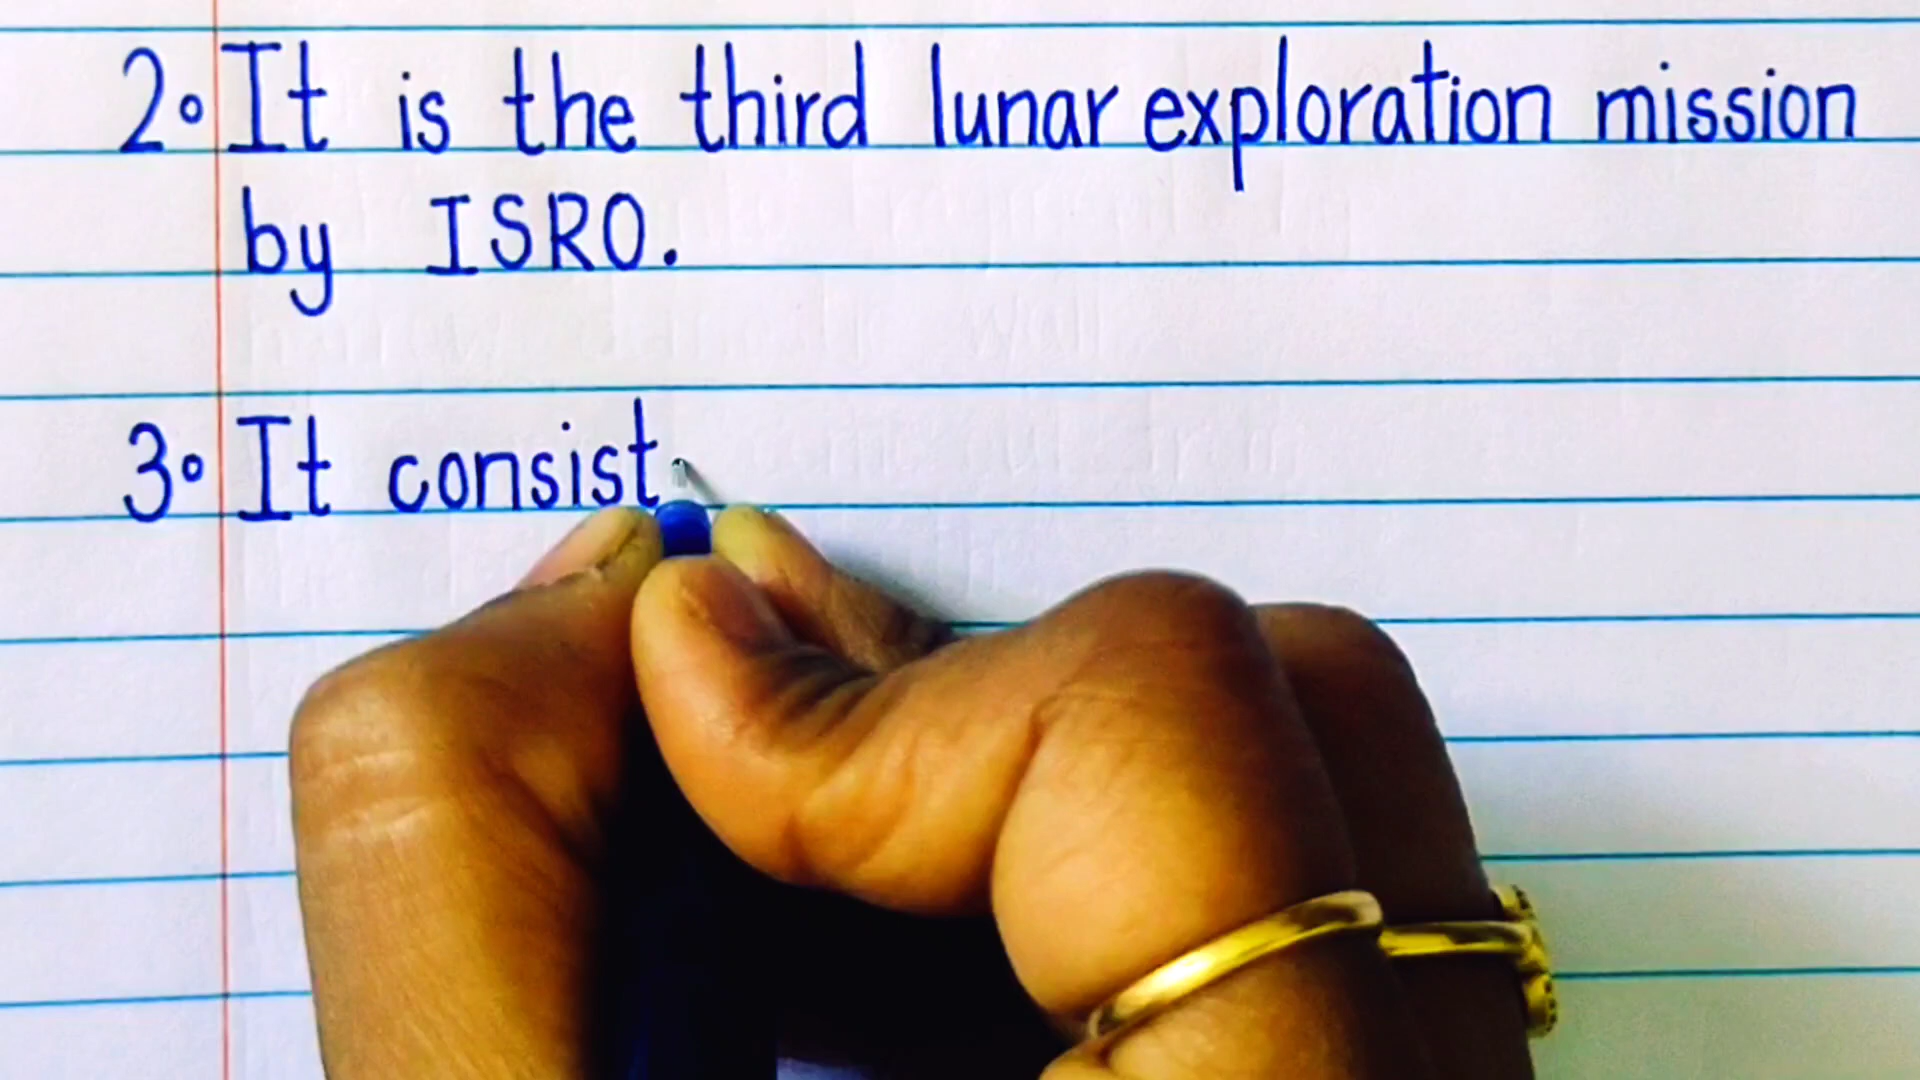 2. It is the third lunar exploration mission
by ISRO.
3. It consist